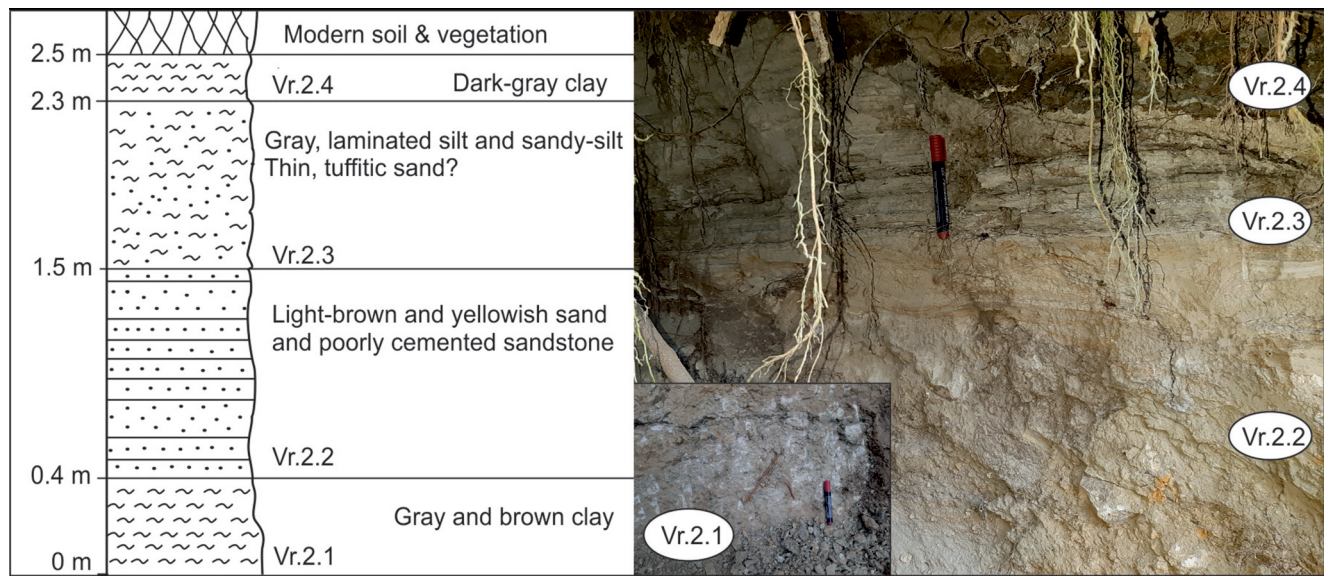 Modern soil & vegetation
2.5 m
Vr.2.4 Dark-gray clay
2.3 m
Gray, laminated silt and sandy-silt
Thin, tuffitic sand?
Vr.2.3
1.5 m
Light-brown and yellowish sand
and poorly cemented sandstone
Vr.2.2
0.4 m
Gray and brown clay
Vr.2.1
0 m
Vr.2.4
Vr.2.3
Vr.2.2
Vr.2.1